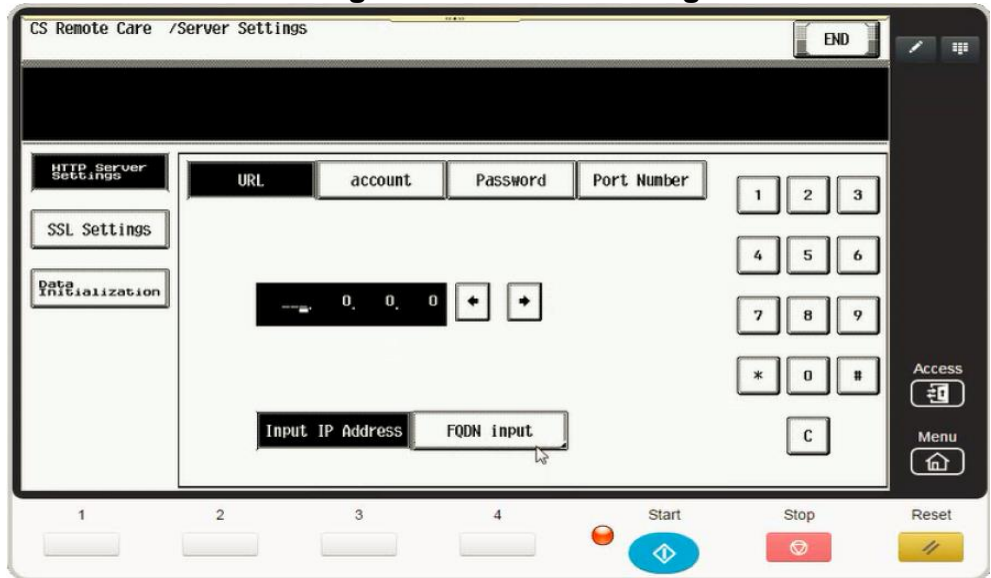 CS Remote Care /Server Settings
END
HTTP Server
Settings
URL
account
Password
Port Number
1 2 3
SSL Settings
4 5 6
Data
Initialization
___. 0. 0. 0
7 8 9
* 0 #
Access
Input IP Address
FQDN input
C
Menu
1
2
3
4
Start
Stop
Reset